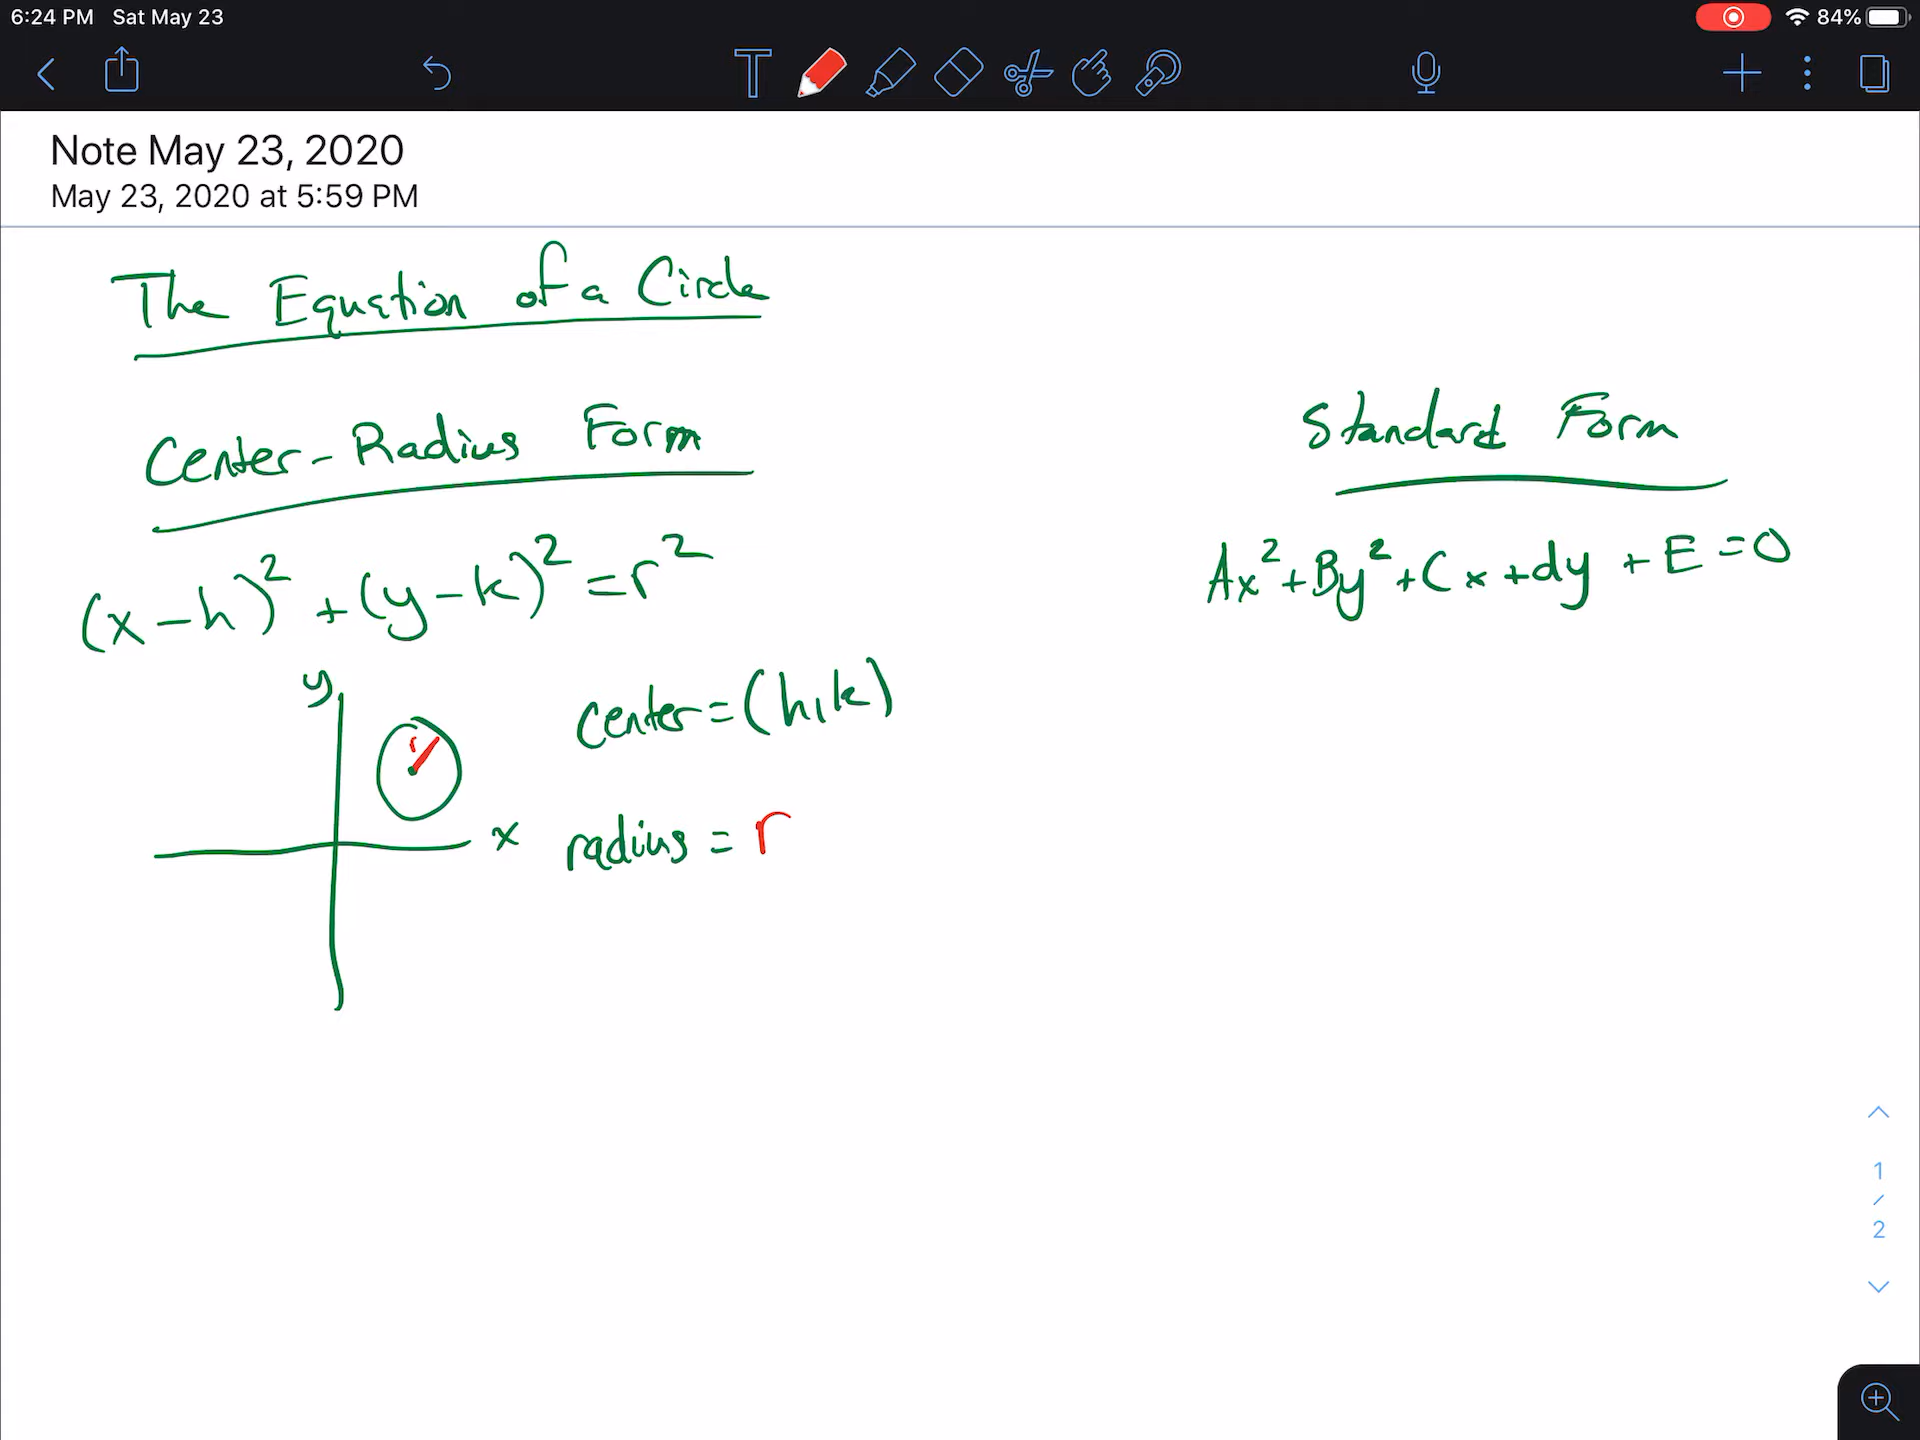 6:24 PM Sat May 23
84%
T
Note May 23, 2020
May 23, 2020 at 5:59 PM
The Equation of a Circle
Center-Radius Form
(x-h)² + (y-k)² = r²
y
r
x
center = (h,k)
radius = r
Standard Form
Ax² + By² + Cx + dy + E = 0
1
/
2